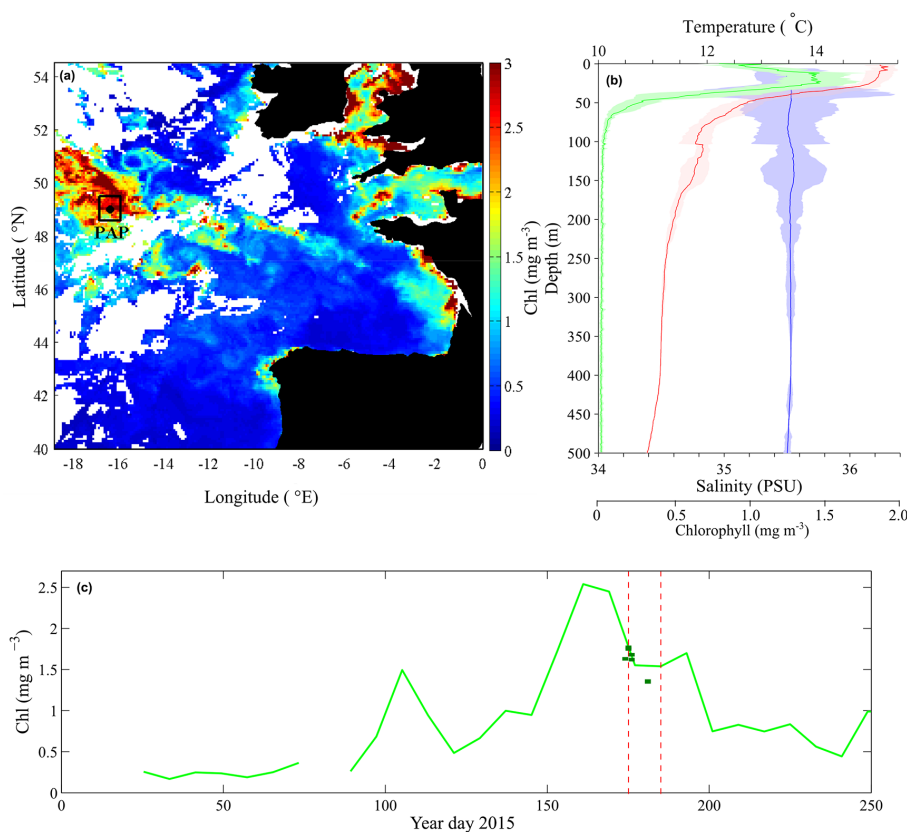 (a)
54
52
50
48
46
44
42
40
Latitude ( °N)
PAP
-18 -16 -14 -12 -10 -8 -6 -4 -2 0
Longitude ( °E)
3
2.5
2
1.5
1
0.5
0
Chl (mg m-3)
Temperature ( °C)
10 12 14
(b)
0
50
100
150
200
250
300
400
500
Depth (m)
34 35 36
Salinity (PSU)
0 0.5 1 1.5 2.0
Chlorophyll (mg m-3)
(c)
2.5
2
1.5
1
0.5
0
Chl (mg m−3)
0 50 100 150 200 250
Year day 2015